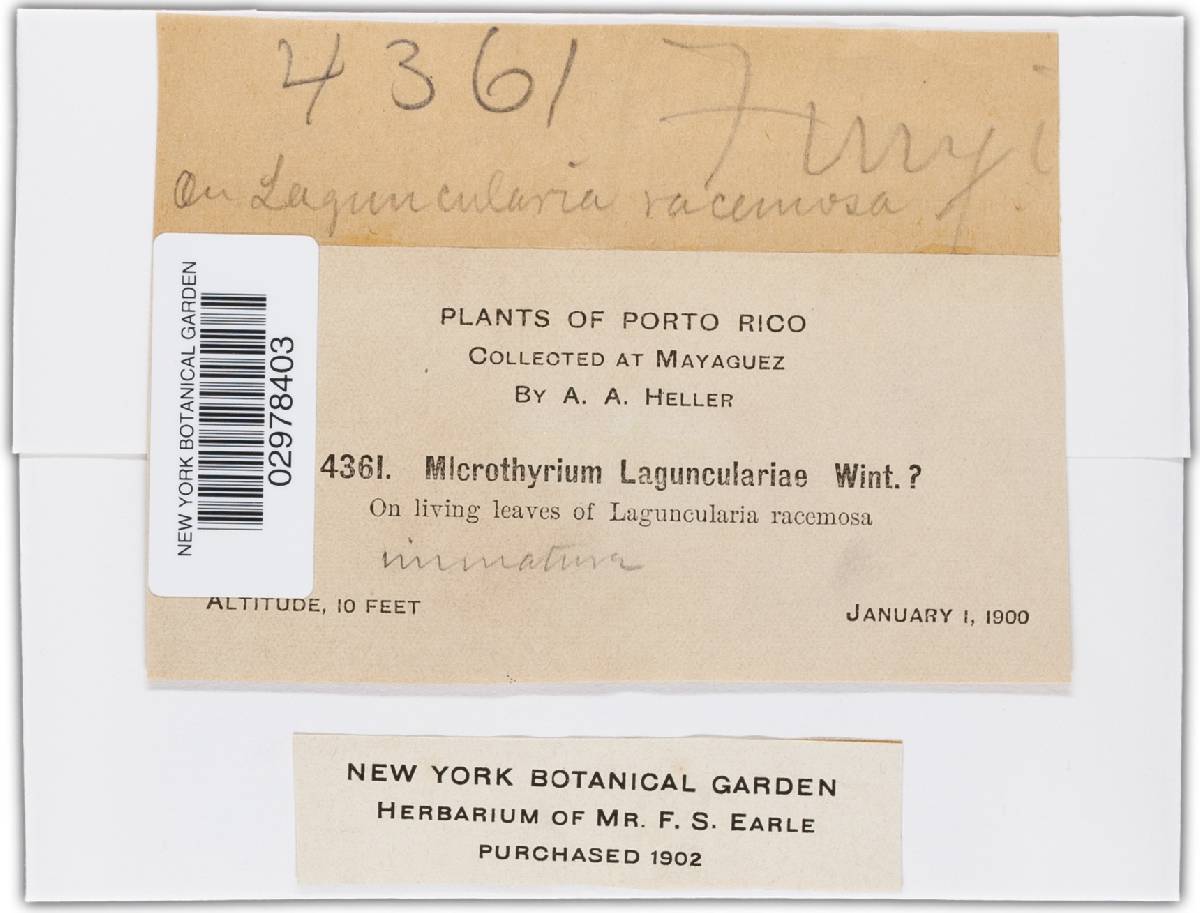 4361 Fungi
On Laguncularia racemosa
NEW YORK BOTANICAL GARDEN
02978403
PLANTS OF PORTO RICO
COLLECTED AT MAYAGUEZ
BY A. A. HELLER
4361. Microthyrium Lagunculariae Wint.?
On living leaves of Laguncularia racemosa
immatura
ALTITUDE, 10 FEET
JANUARY 1, 1900
NEW YORK BOTANICAL GARDEN
HERBARIUM OF MR. F. S. EARLE
PURCHASED 1902